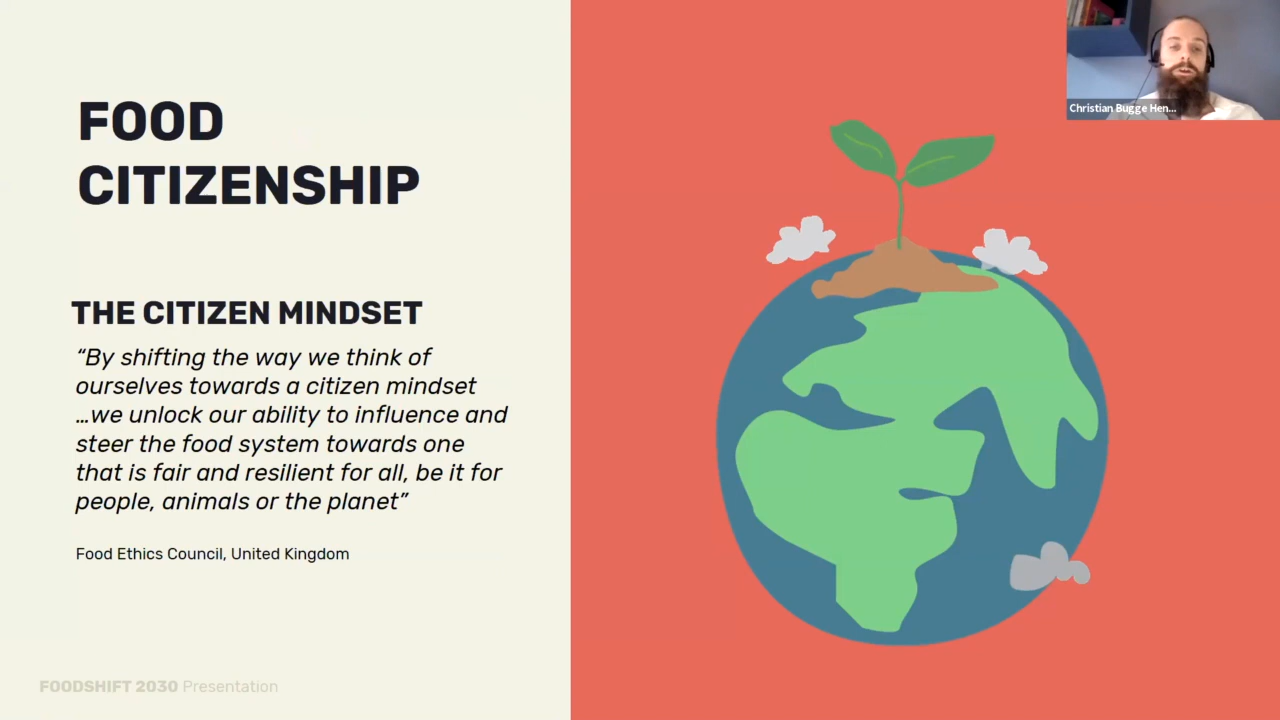 FOOD
CITIZENSHIP
THE CITIZEN MINDSET
“By shifting the way we think of
ourselves towards a citizen mindset
…we unlock our ability to influence and
steer the food system towards one
that is fair and resilient for all, be it for
people, animals or the planet”
Food Ethics Council, United Kingdom
FOODSHIFT 2030 Presentation
Christian Bugge Hen...